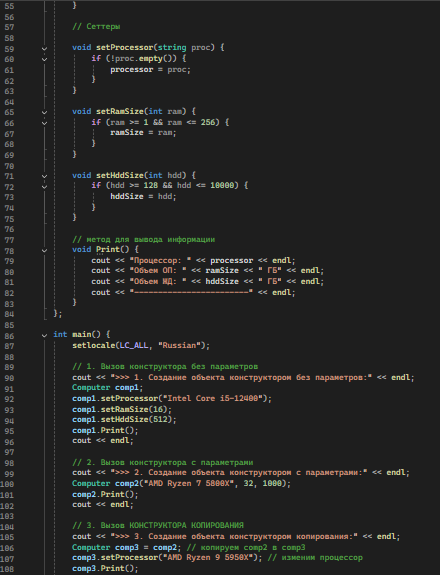 55
56
57 // Сеттеры
58
59 void setProcessor(string proc) {
60 if (!proc.empty()) {
61 processor = proc;
62 }
63 }
64
65 void setRamSize(int ram) {
66 if (ram >= 1 && ram <= 256) {
67 ramSize = ram;
68 }
69 }
70
71 void setHddSize(int hdd) {
72 if (hdd >= 128 && hdd <= 10000) {
73 hddSize = hdd;
74 }
75 }
76
77 // метод для вывода информации
78 void Print() {
79 cout << "Процессор: " << processor << endl;
80 cout << "Объем ОП: " << ramSize << " ГБ" << endl;
81 cout << "Объем ЖД: " << hddSize << " ГБ" << endl;
82 cout << "------------------------" << endl;
83 }
84 };
85
86 int main() {
87 setlocale(LC_ALL, "Russian");
88
89 // 1. Вызов конструктора без параметров
90 cout << ">>> 1. Создание объекта конструктором без параметров:" << endl;
91 Computer comp1;
92 comp1.setProcessor("Intel Core i5-12400");
93 comp1.setRamSize(16);
94 comp1.setHddSize(512);
95 comp1.Print();
96 cout << endl;
97
98 // 2. Вызов конструктора с параметрами
99 cout << ">>> 2. Создание объекта конструктором с параметрами:" << endl;
100 Computer comp2("AMD Ryzen 7 5800X", 32, 1000);
101 comp2.Print();
102 cout << endl;
103
104 // 3. Вызов КОНСТРУКТОРА КОПИРОВАНИЯ
105 cout << ">>> 3. Создание объекта конструктором копирования:" << endl;
106 Computer comp3 = comp2; // копируем comp2 в comp3
107 comp3.setProcessor("AMD Ryzen 9 5950X"); // изменим процессор
108 comp3.Print();